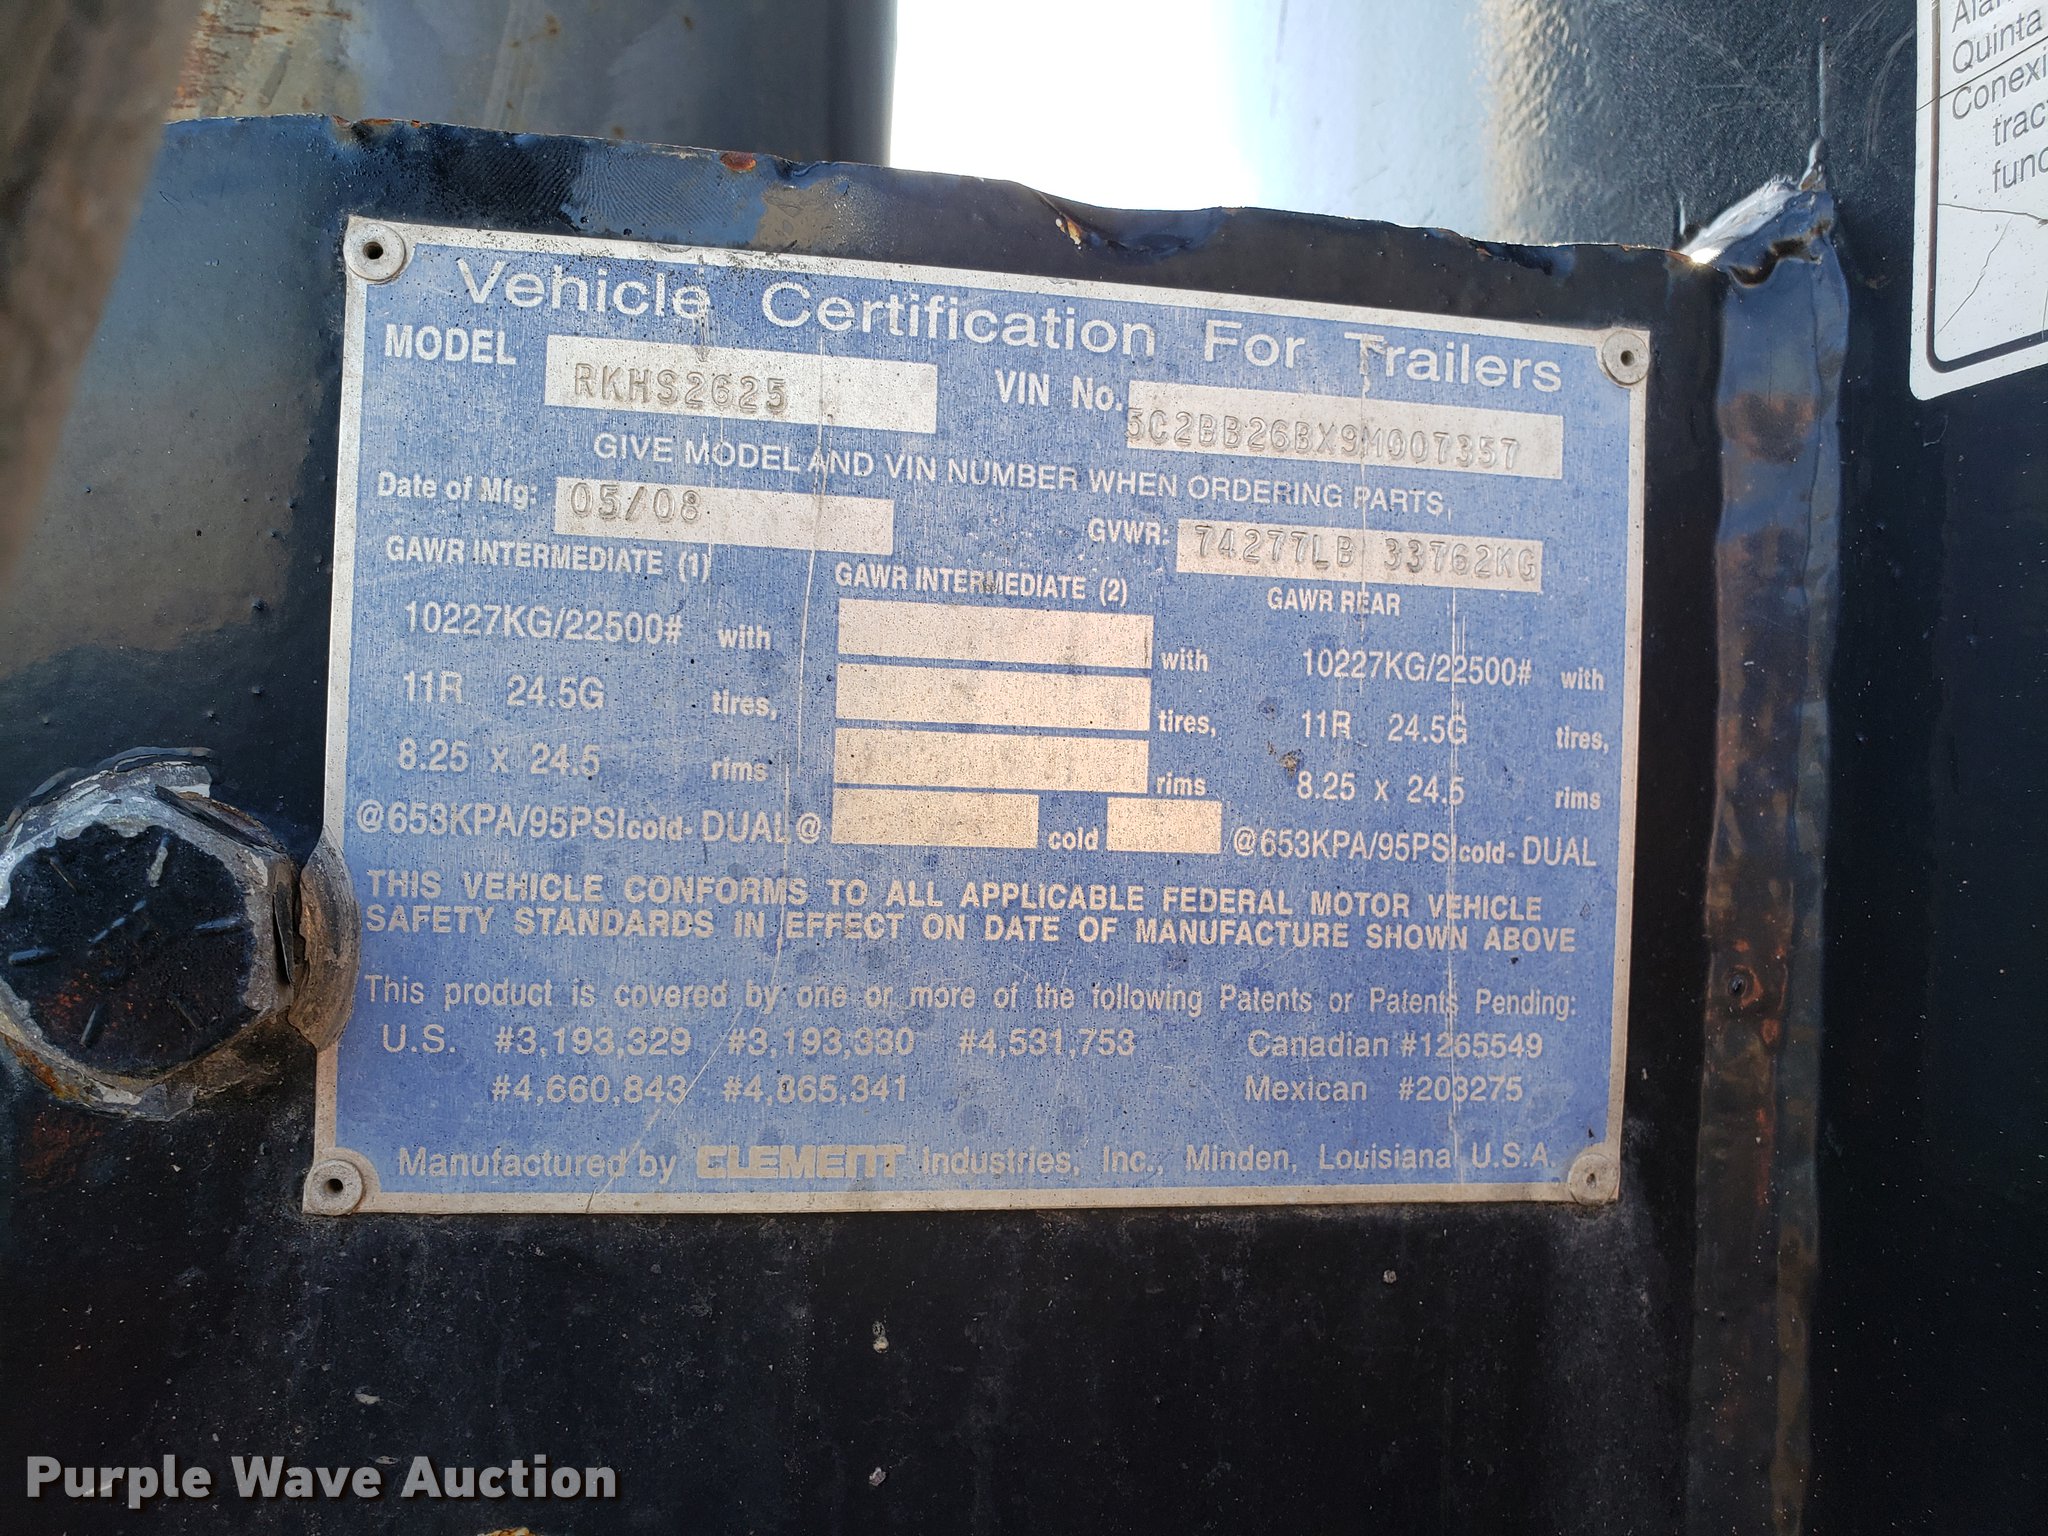 Vehicle Certification For Trailers
MODEL RKHS2625 VIN No. 5C2BB26BX9M007357
GIVE MODEL AND VIN NUMBER WHEN ORDERING PARTS,
Date of Mfg: 05/08 GVWR: 74277LB 33762KG
GAWR INTERMEDIATE (1) GAWR INTERMEDIATE (2) GAWR REAR
10227KG/22500# with with 10227KG/22500# with
11R 24.5G tires, tires, 11R 24.5G tires,
8.25 x 24.5 rims rims 8.25 x 24.5 rims
@653KPA/95PSI cold- DUAL @ cold @653KPA/95PSI cold- DUAL
THIS VEHICLE CONFORMS TO ALL APPLICABLE FEDERAL MOTOR VEHICLE
SAFETY STANDARDS IN EFFECT ON DATE OF MANUFACTURE SHOWN ABOVE
This product is covered by one or more of the following Patents or Patents Pending:
U.S. #3,193,329 #3,193,330 #4,531,753 Canadian #1265549
#4,660,843 #4,865,341 Mexican #203275
Manufactured by CLEMENT Industries, Inc., Minden, Louisiana U.S.A.
Quinta
Purple Wave Auction